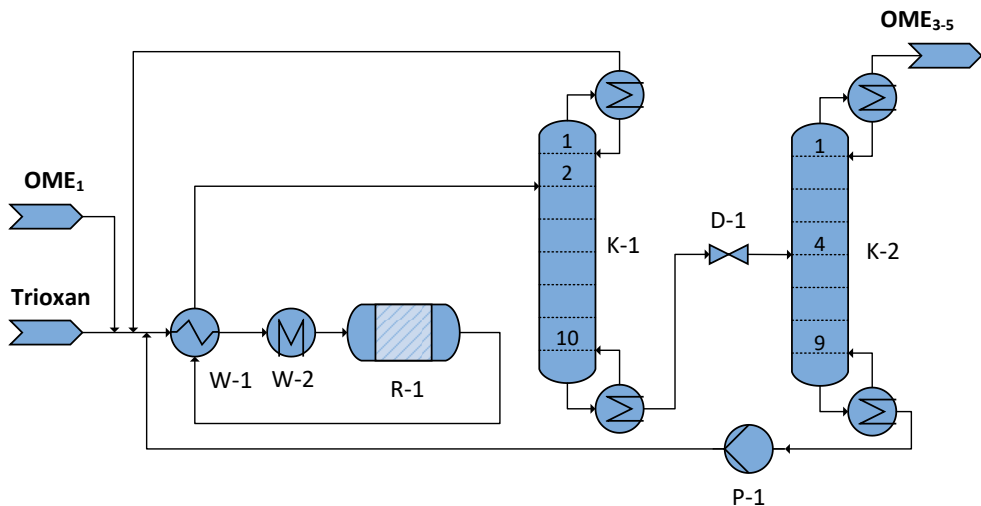 OME₃₋₅
OME₁
Trioxan
W-1
W-2
R-1
1
2
10
K-1
D-1
1
4
9
K-2
P-1